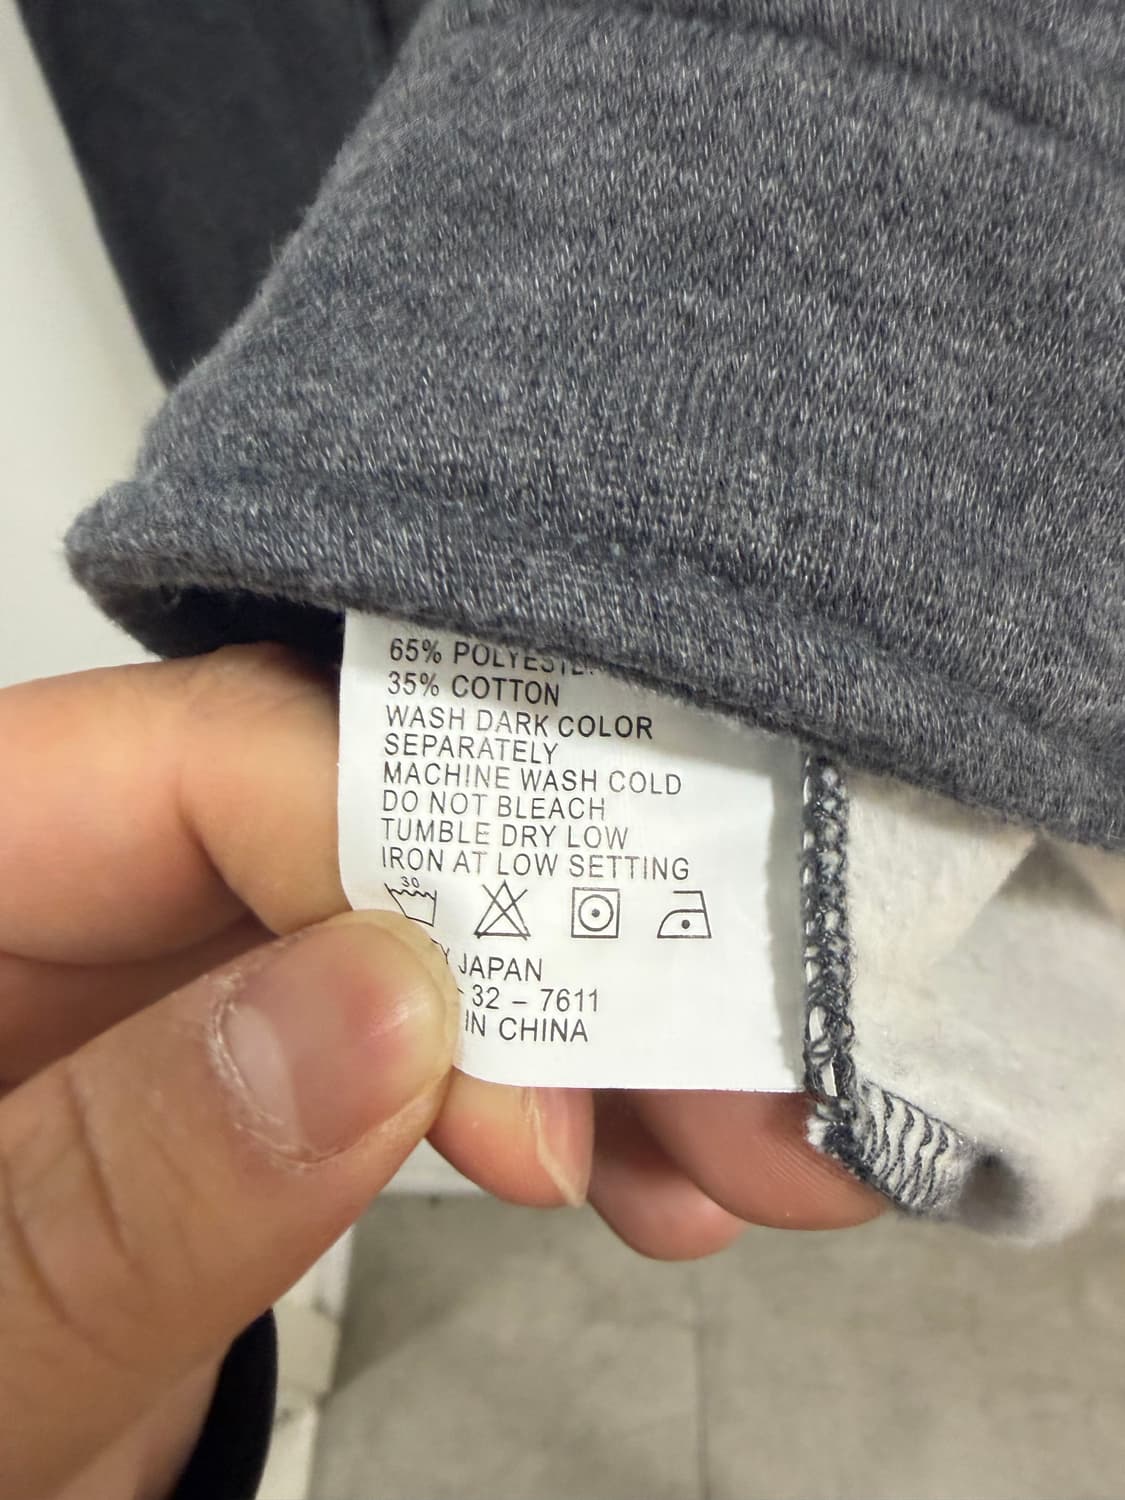 65% POLYESTER
35% COTTON
WASH DARK COLOR
SEPARATELY
MACHINE WASH COLD
DO NOT BLEACH
TUMBLE DRY LOW
IRON AT LOW SETTING
30
JAPAN
32 – 7611
IN CHINA